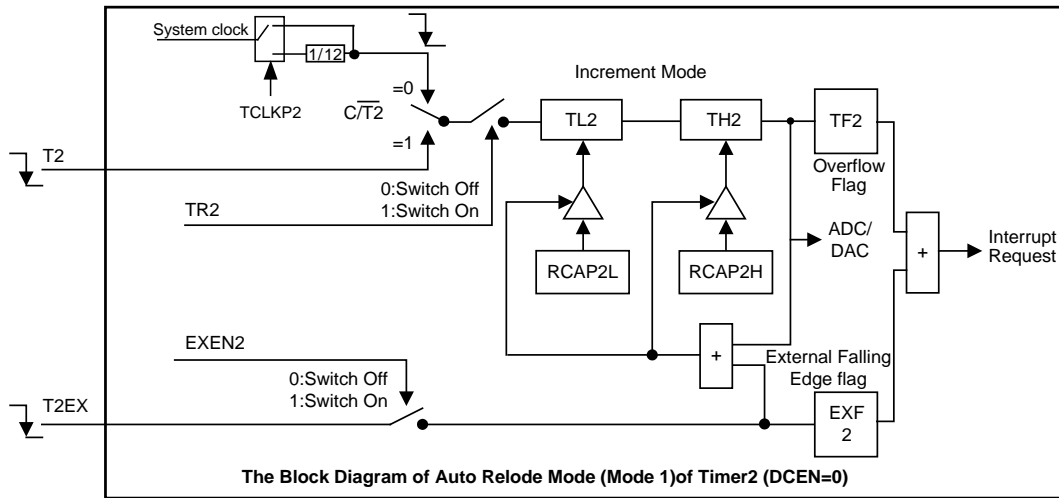 System clock
1/12
TCLKP2
=0
C/T2
=1
Increment Mode
TL2
TH2
TF2
Overflow
Flag
T2
0:Switch Off
1:Switch On
TR2
RCAP2L
RCAP2H
ADC/
DAC
+
Interrupt
Request
EXEN2
0:Switch Off
1:Switch On
+
External Falling
Edge flag
T2EX
EXF
2
The Block Diagram of Auto Relode Mode (Mode 1)of Timer2 (DCEN=0)